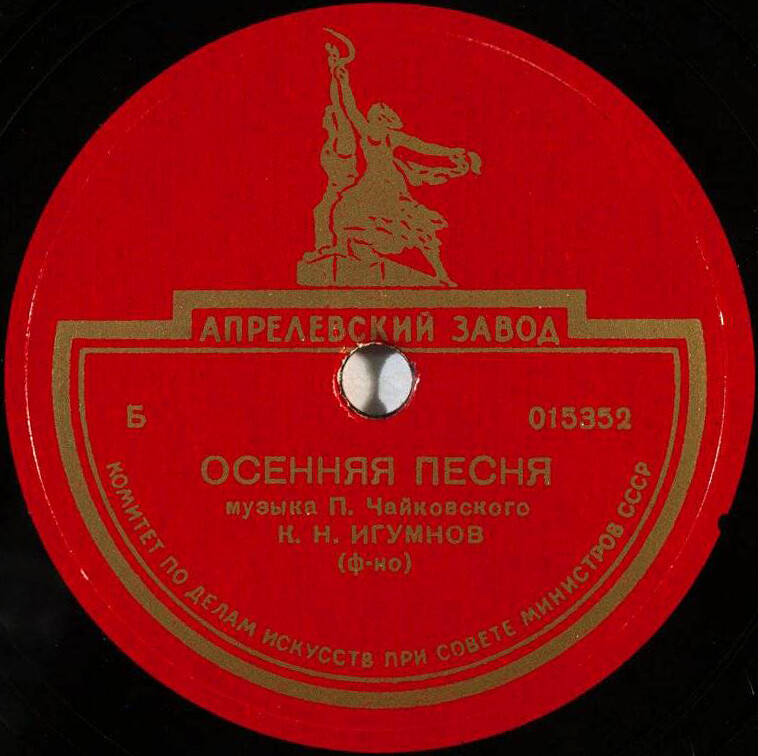 АПРЕЛЕВСКИЙ ЗАВОД
Б 015352
ОСЕННЯЯ ПЕСНЯ
музыка П. Чайковского
К. Н. ИГУМНОВ
(ф-но)
КОМИТЕТ ПО ДЕЛАМ ИСКУССТВ ПРИ СОВЕТЕ МИНИСТРОВ СССР